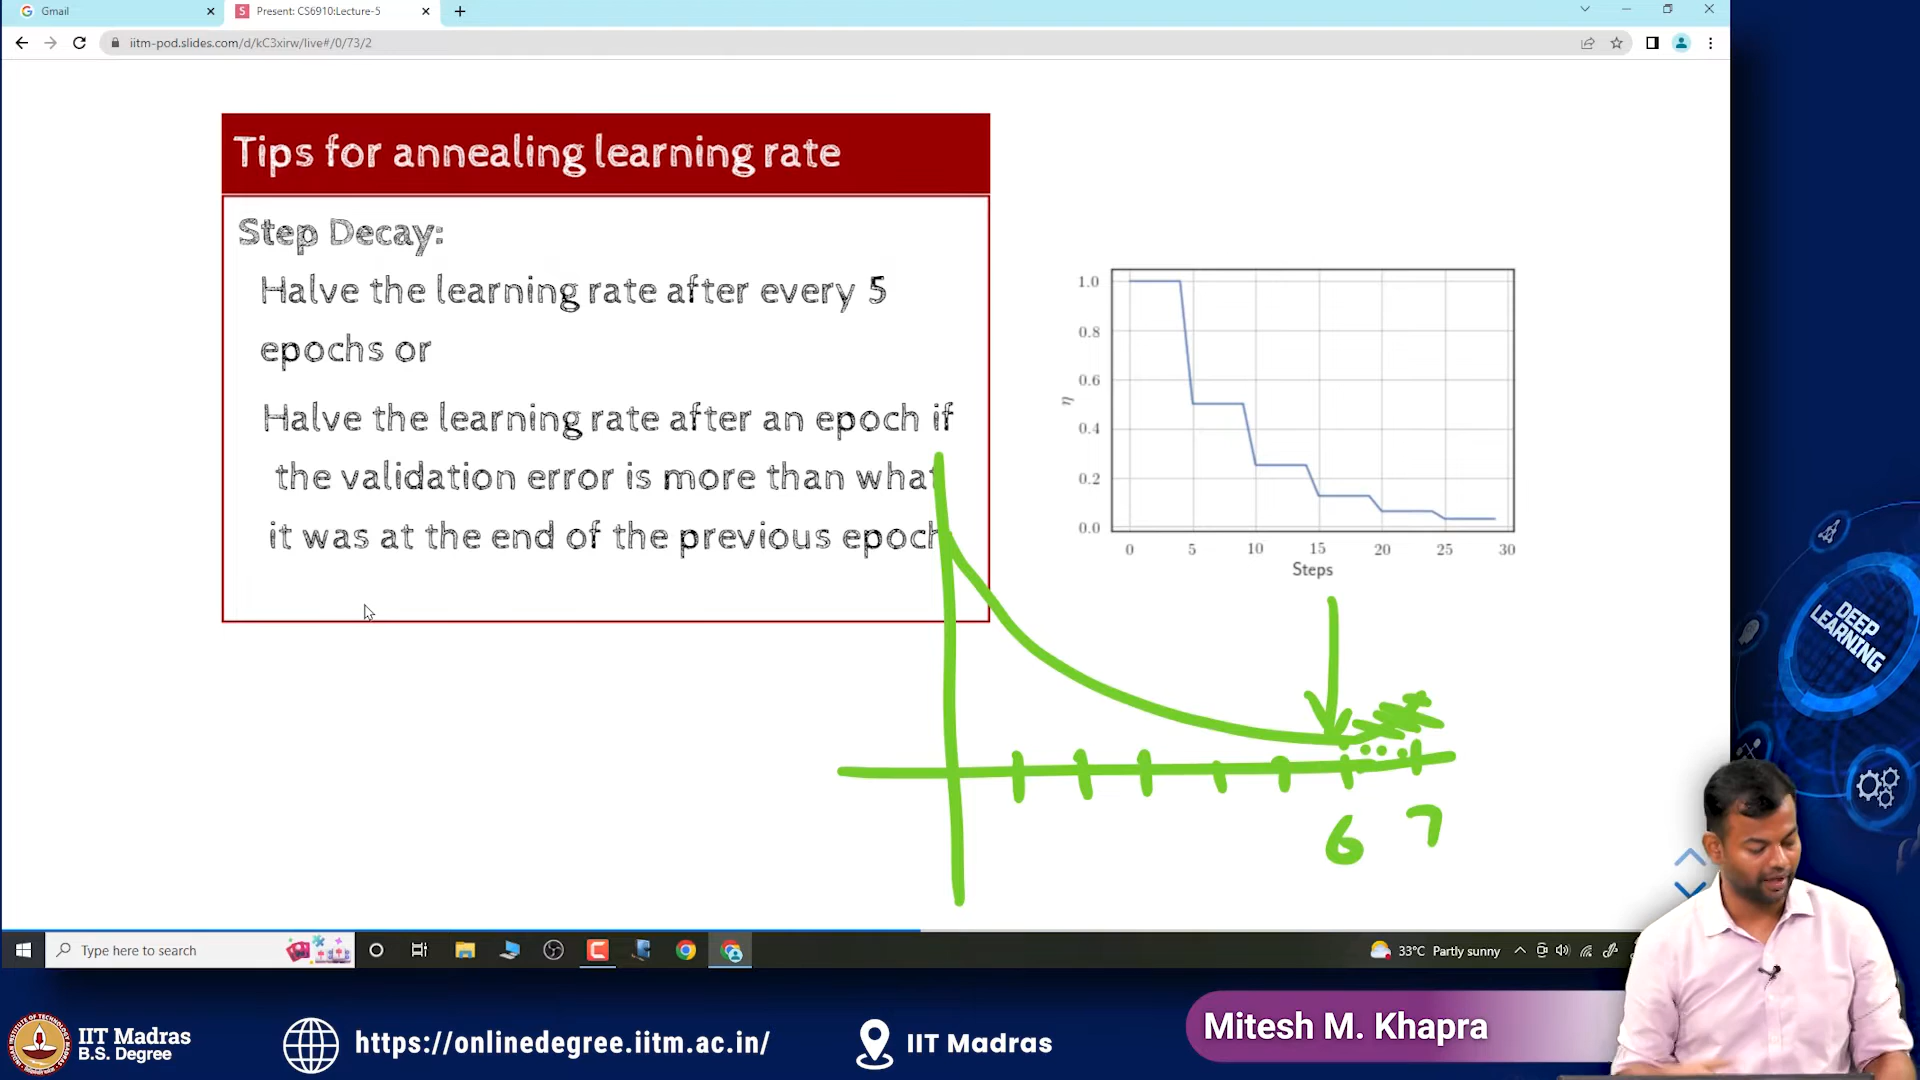 Gmail
Present: CS6910:Lecture-5
iitm-pod.slides.com/d/kC3xirw/live#/0/73/2
Tips for annealing learning rate
Step Decay:
Halve the learning rate after every 5
epochs or
Halve the learning rate after an epoch if
the validation error is more than what
it was at the end of the previous epoch
1.0
0.8
0.6
η
0.4
0.2
0.0
0 5 10 15 20 25 30
Steps
6 7
DEEP
LEARNING
Type here to search
33°C Partly sunny
IIT Madras
B.S. Degree
https://onlinedegree.iitm.ac.in/
IIT Madras
Mitesh M. Khapra